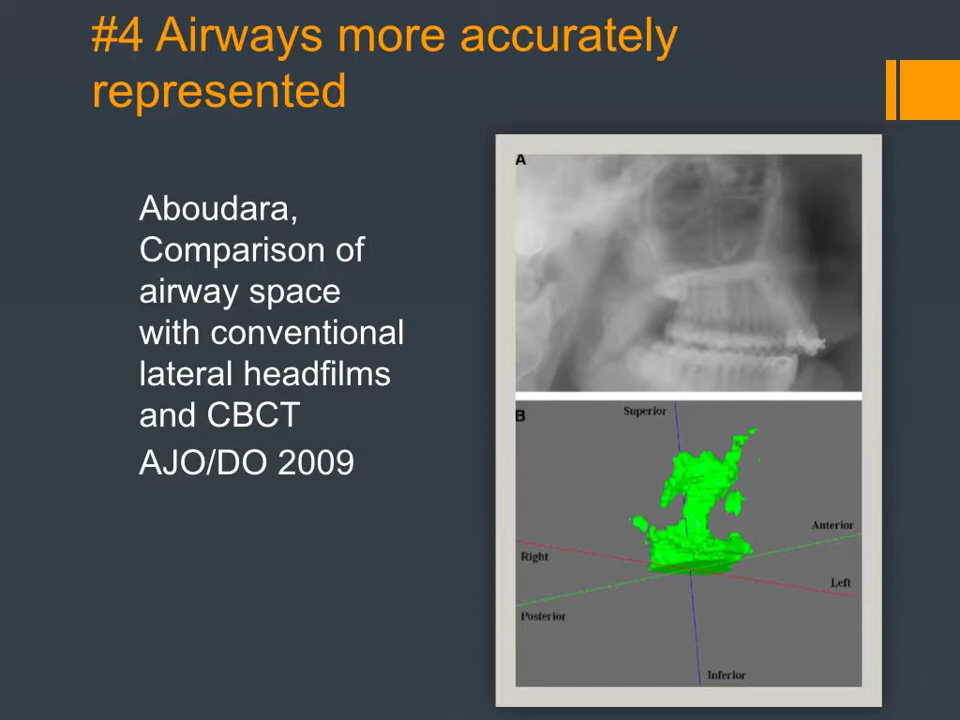 #4 Airways more accurately
represented
Aboudara,
Comparison of
airway space
with conventional
lateral headfilms
and CBCT
AJO/DO 2009
A
B
Superior
Anterior
Right
Left
Posterior
Inferior